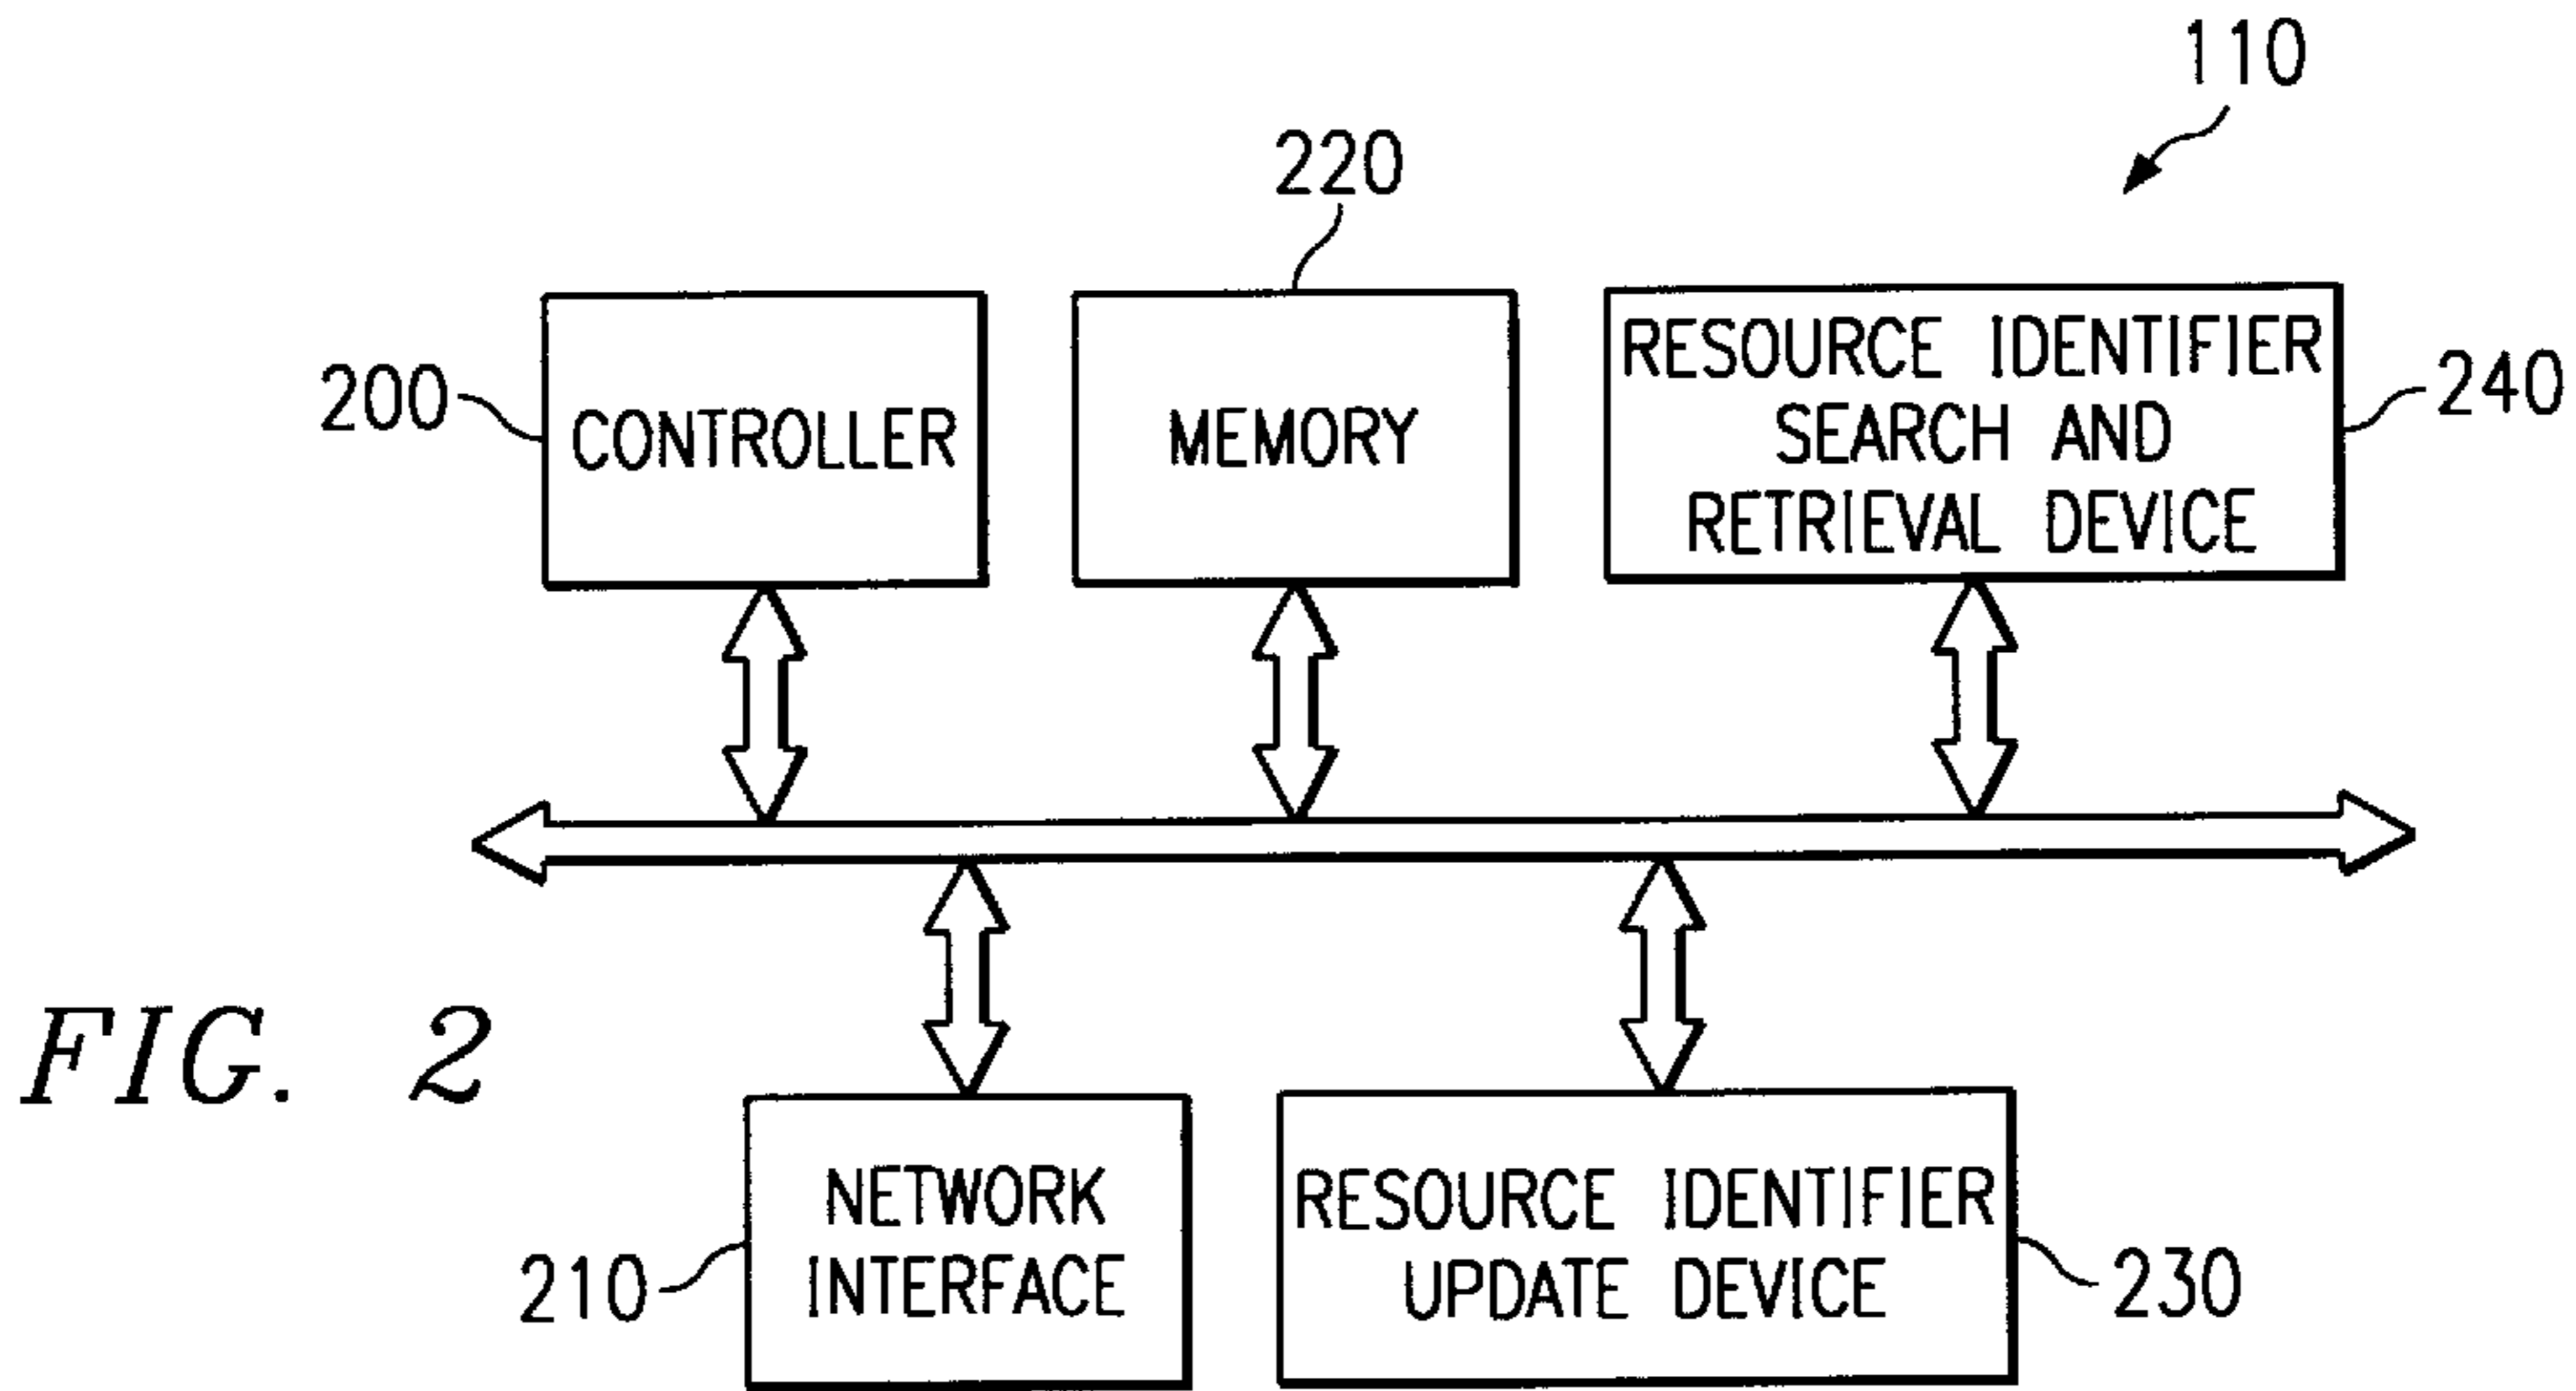 110
220
200
CONTROLLER
MEMORY
RESOURCE IDENTIFIER
SEARCH AND
RETRIEVAL DEVICE
240
FIG. 2
NETWORK
INTERFACE
210
RESOURCE IDENTIFIER
UPDATE DEVICE
230